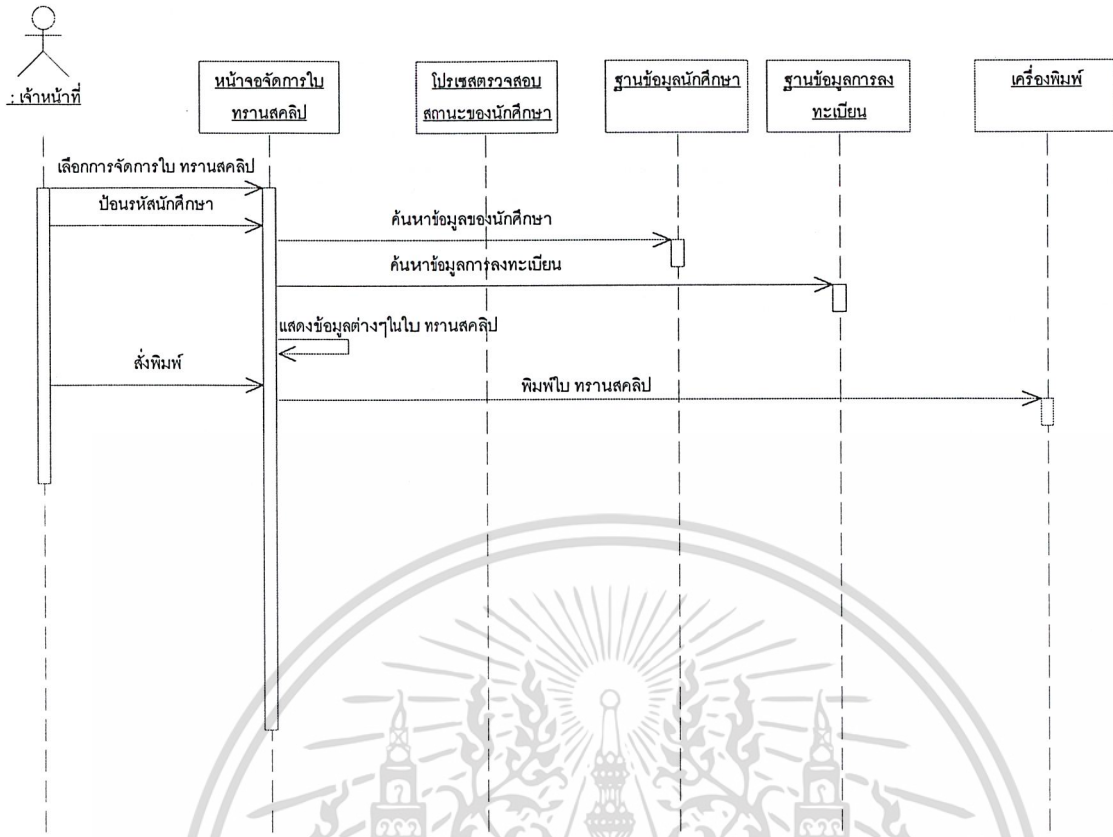 : เจ้าหน้าที่
หน้าจอจัดการใบ
ทรานสคลิป
โปรเซสตรวจสอบ
สถานะของนักศึกษา
ฐานข้อมูลนักศึกษา
ฐานข้อมูลการลง
ทะเบียน
เครื่องพิมพ์
เลือกการจัดการใบ ทรานสคลิป
ป้อนรหัสนักศึกษา
ค้นหาข้อมูลของนักศึกษา
ค้นหาข้อมูลการลงทะเบียน
แสดงข้อมูลต่างๆในใบ ทรานสคลิป
สั่งพิมพ์
พิมพ์ใบ ทรานสคลิป